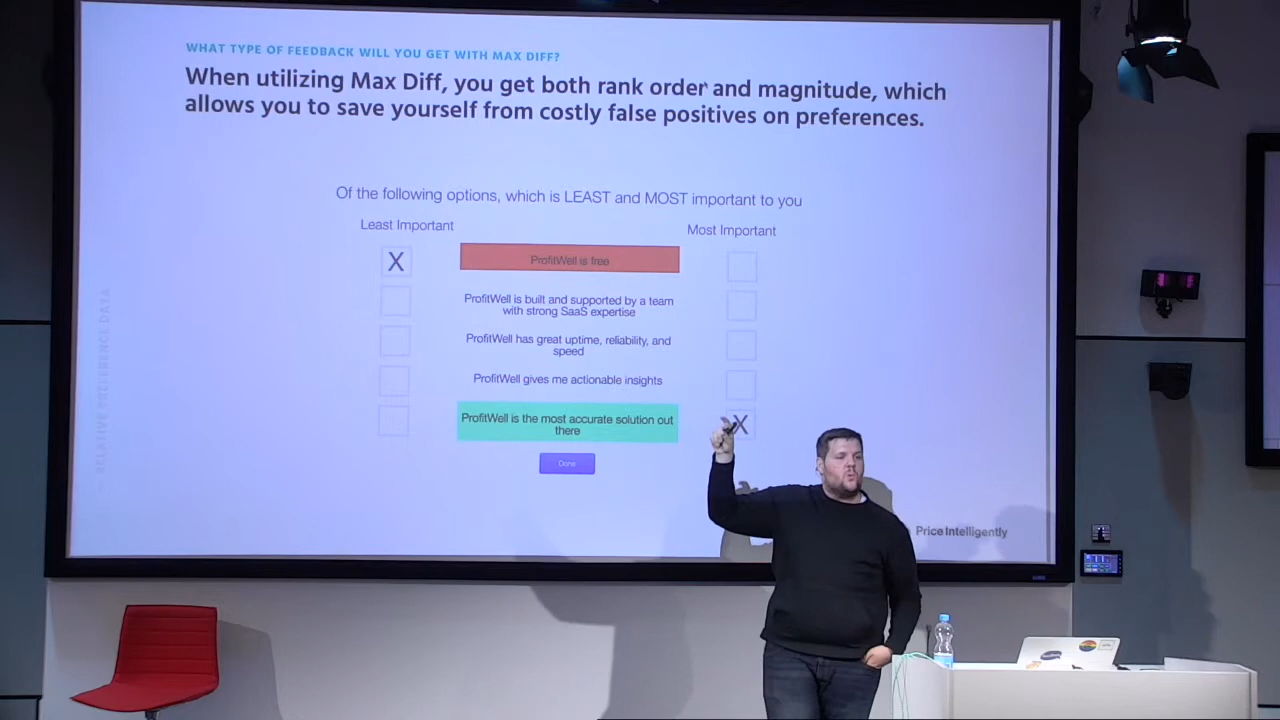 WHAT TYPE OF FEEDBACK WILL YOU GET WITH MAX DIFF?
When utilizing Max Diff, you get both rank order and magnitude, which
allows you to save yourself from costly false positives on preferences.
Of the following options, which is LEAST and MOST important to you
Least Important
Most Important
X
ProfitWell is free
ProfitWell is built and supported by a team
with strong SaaS expertise
ProfitWell has great uptime, reliability, and
speed
ProfitWell gives me actionable insights
ProfitWell is the most accurate solution out
there
X
Done
RELATIVE PREFERENCE DATA
Price Intelligently